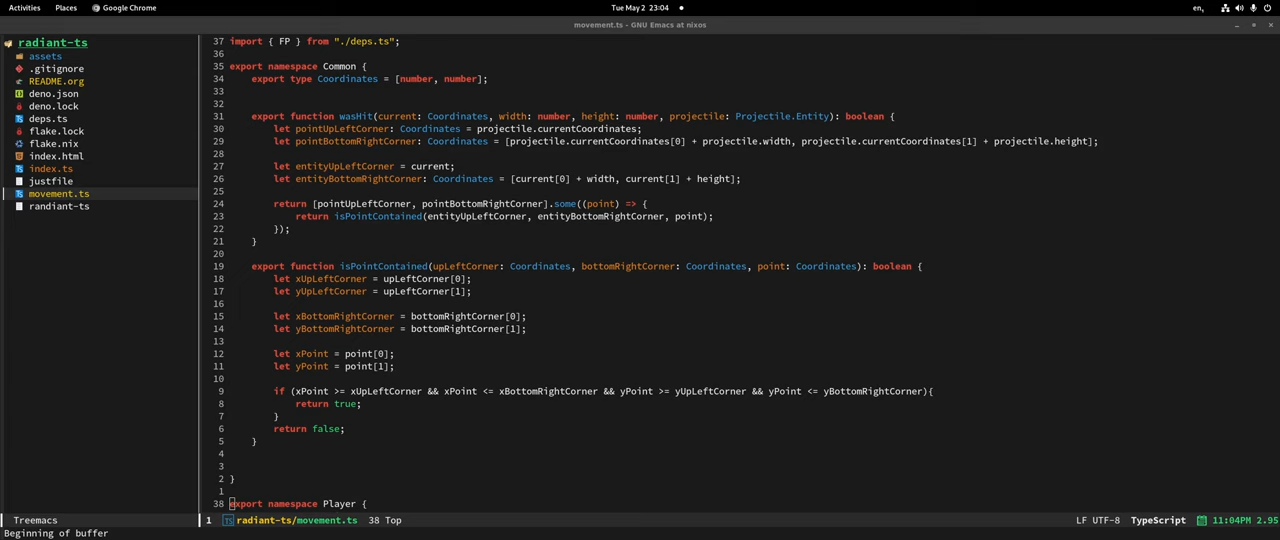 Activities Places Google Chrome Tue May 2 23:04 en,
movement.ts - GNU Emacs at nixos
radiant-ts
assets
.gitignore
README.org
deno.json
deno.lock
deps.ts
flake.lock
flake.nix
index.html
index.ts
justfile
movement.ts
randiant-ts
37 import { FP } from "./deps.ts";
36
35 export namespace Common {
34 export type Coordinates = [number, number];
33
32
31 export function wasHit(current: Coordinates, width: number, height: number, projectile: Projectile.Entity): boolean {
30 let pointUpLeftCorner: Coordinates = projectile.currentCoordinates;
29 let pointBottomRightCorner: Coordinates = [projectile.currentCoordinates[0] + projectile.width, projectile.currentCoordinates[1] + projectile.height];
28
27 let entityUpLeftCorner = current;
26 let entityBottomRightCorner: Coordinates = [current[0] + width, current[1] + height];
25
24 return [pointUpLeftCorner, pointBottomRightCorner].some((point) => {
23 return isPointContained(entityUpLeftCorner, entityBottomRightCorner, point);
22 });
21 }
20
19 export function isPointContained(upLeftCorner: Coordinates, bottomRightCorner: Coordinates, point: Coordinates): boolean {
18 let xUpLeftCorner = upLeftCorner[0];
17 let yUpLeftCorner = upLeftCorner[1];
16
15 let xBottomRightCorner = bottomRightCorner[0];
14 let yBottomRightCorner = bottomRightCorner[1];
13
12 let xPoint = point[0];
11 let yPoint = point[1];
10
9 if (xPoint >= xUpLeftCorner && xPoint <= xBottomRightCorner && yPoint >= yUpLeftCorner && yPoint <= yBottomRightCorner){
8 return true;
7 }
6 return false;
5 }
4
3
2 }
1
38 export namespace Player {
Treemacs 1 radiant-ts/movement.ts 38 Top LF UTF-8 TypeScript 11:04PM 2.95
Beginning of buffer